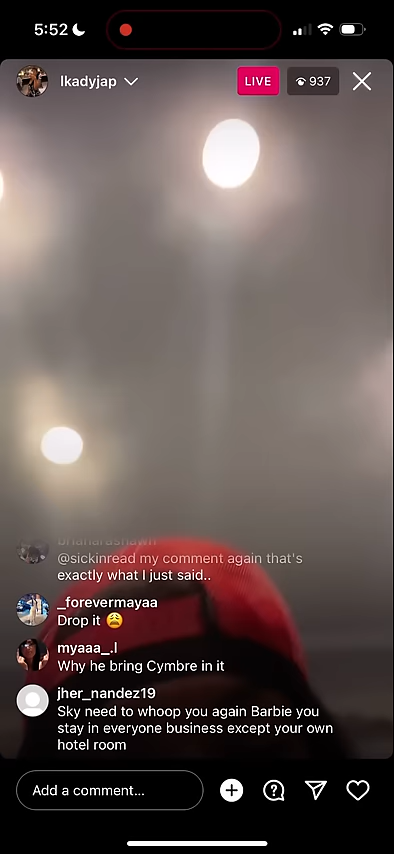 5:52
lkadyjap
LIVE
937
@sickinread my comment again that's
exactly what I just said..
_forevermayaa
Drop it 😩
myaaa_.l
Why he bring Cymbre in it
jher_nandez19
Sky need to whoop you again Barbie you
stay in everyone business except your own
hotel room
Add a comment...